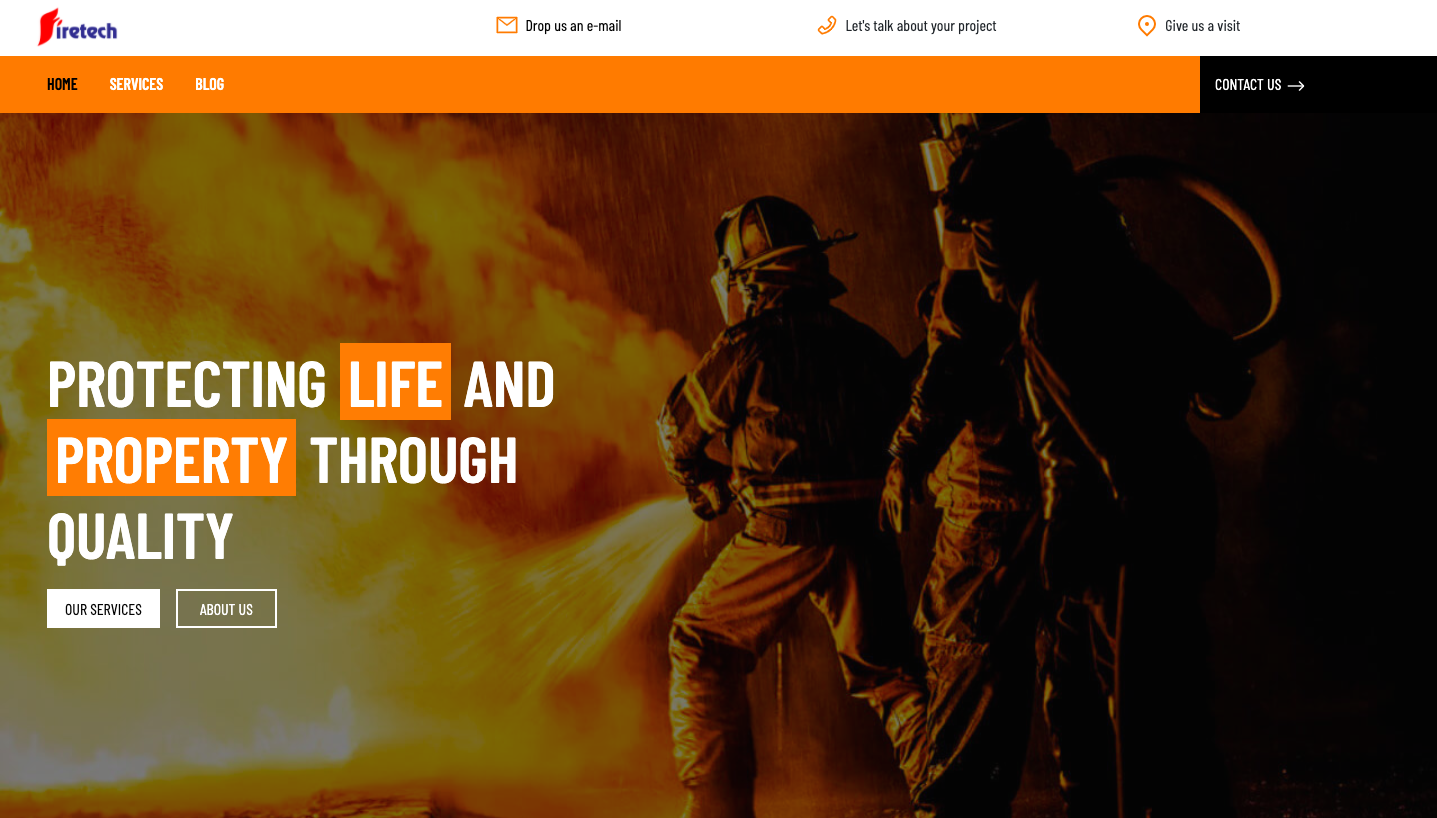 Firetech
Drop us an e-mail
Let's talk about your project
Give us a visit
HOME
SERVICES
BLOG
CONTACT US
PROTECTING LIFE AND
PROPERTY THROUGH
QUALITY
OUR SERVICES
ABOUT US